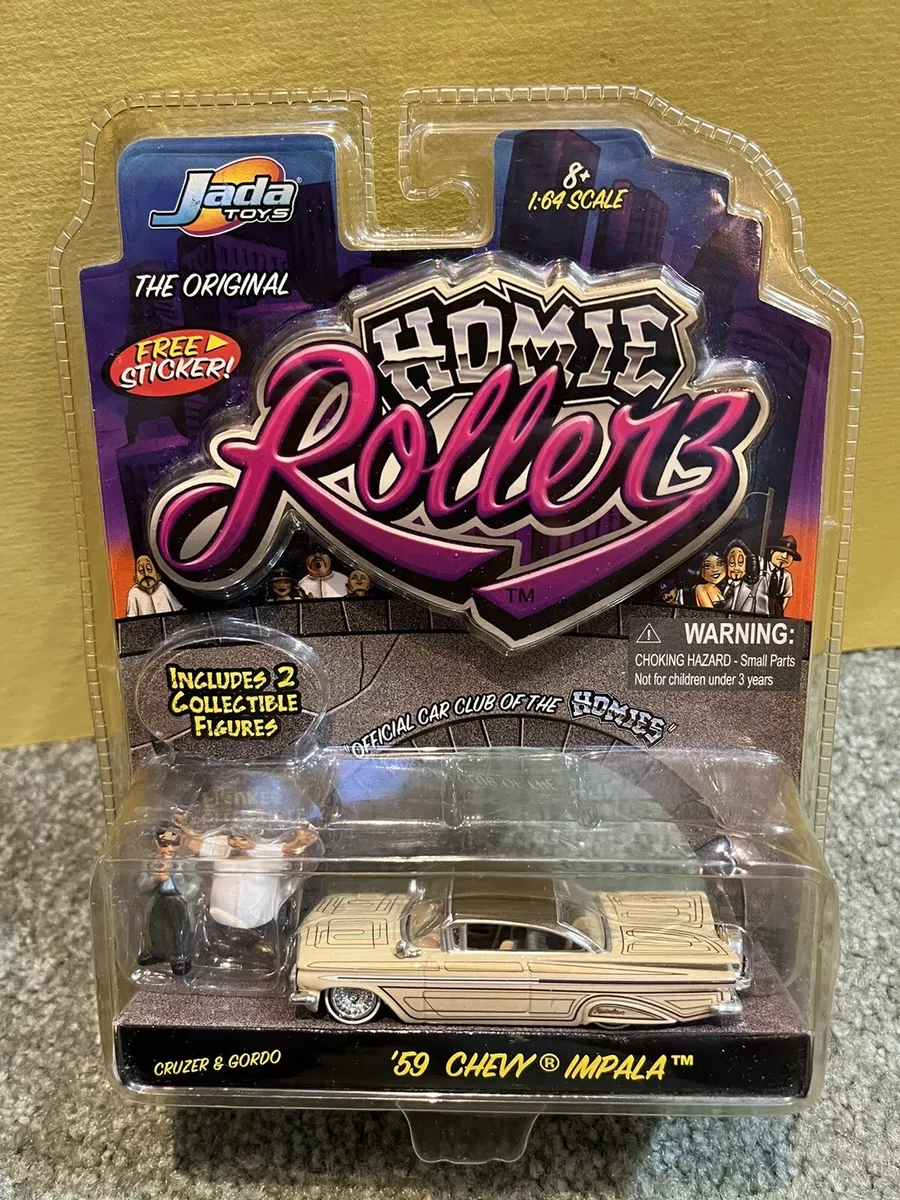 Jada
TOYS
8+
1:64 SCALE
THE ORIGINAL
FREE
STICKER!
HOMIE
Rollerz
TM
WARNING:
CHOKING HAZARD - Small Parts
Not for children under 3 years
INCLUDES 2
COLLECTIBLE
FIGURES
"OFFICIAL CAR CLUB OF THE HOMIES"
CRUZER & GORDO
'59 CHEVY® IMPALA™